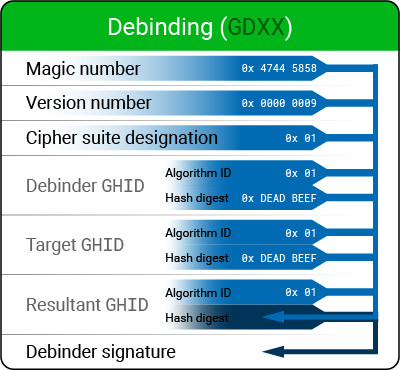 Debinding (GDXX)
Magic number 0x 4744 5858
Version number 0x 0000 0009
Cipher suite designation 0x 01
Debinder GHID
Algorithm ID 0x 01
Hash digest 0x DEAD BEEF
Target GHID
Algorithm ID 0x 01
Hash digest 0x DEAD BEEF
Resultant GHID
Algorithm ID 0x 01
Hash digest
Debinder signature